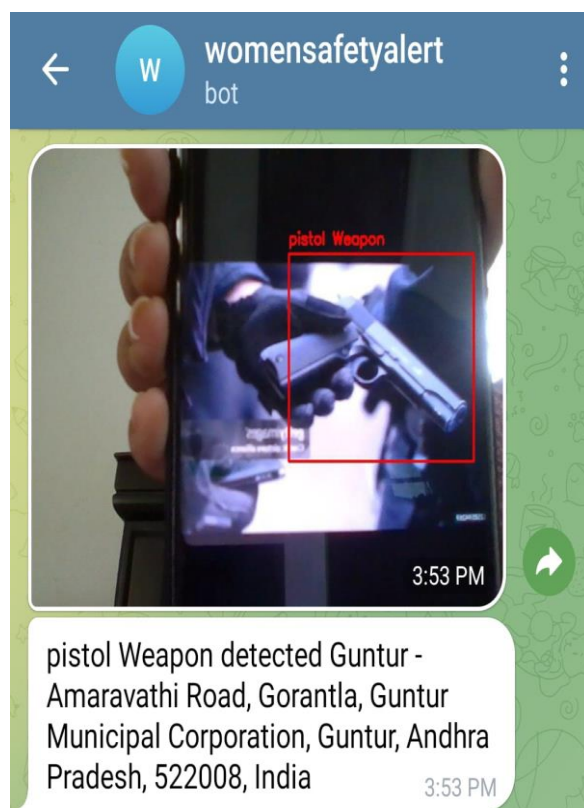 womensafetyalert
W
bot
pistol Weapon
3:53 PM
pistol Weapon detected Guntur -
Amaravathi Road, Gorantla, Guntur
Municipal Corporation, Guntur, Andhra
Pradesh, 522008, India
3:53 PM